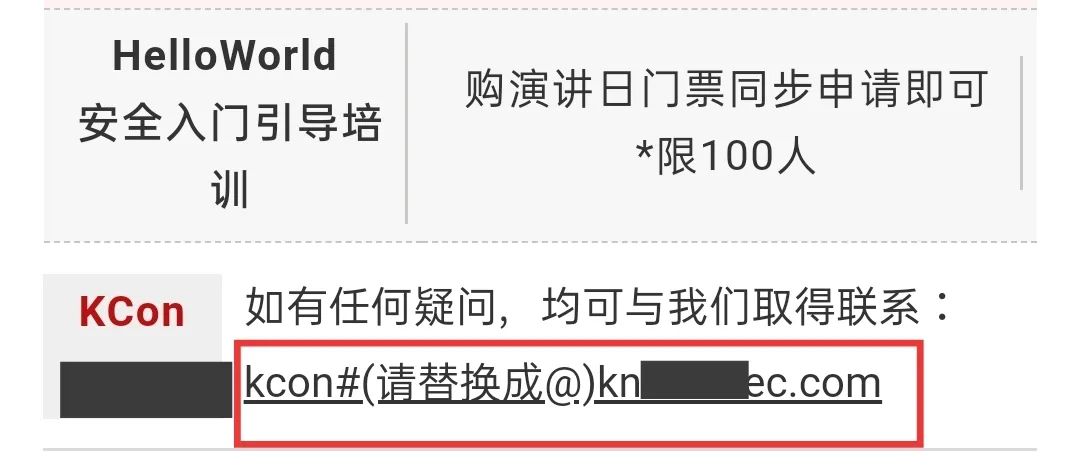 HelloWorld
安全入门引导培
训
购演讲日门票同步申请即可
*限100人
KCon
如有任何疑问，均可与我们取得联系：
kcon#(请替换成@)kn ec.com